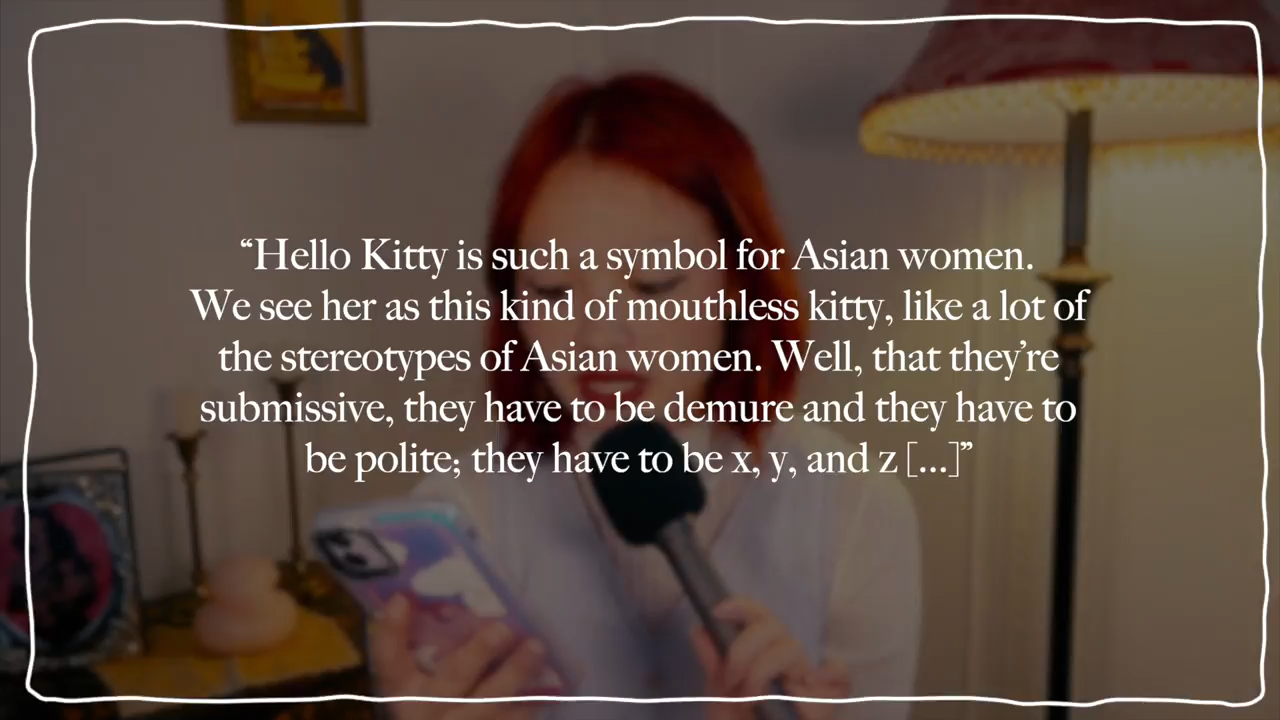 “Hello Kitty is such a symbol for Asian women.
We see her as this kind of mouthless kitty, like a lot of
the stereotypes of Asian women. Well, that they’re
submissive, they have to be demure and they have to
be polite; they have to be x, y, and z [...]”